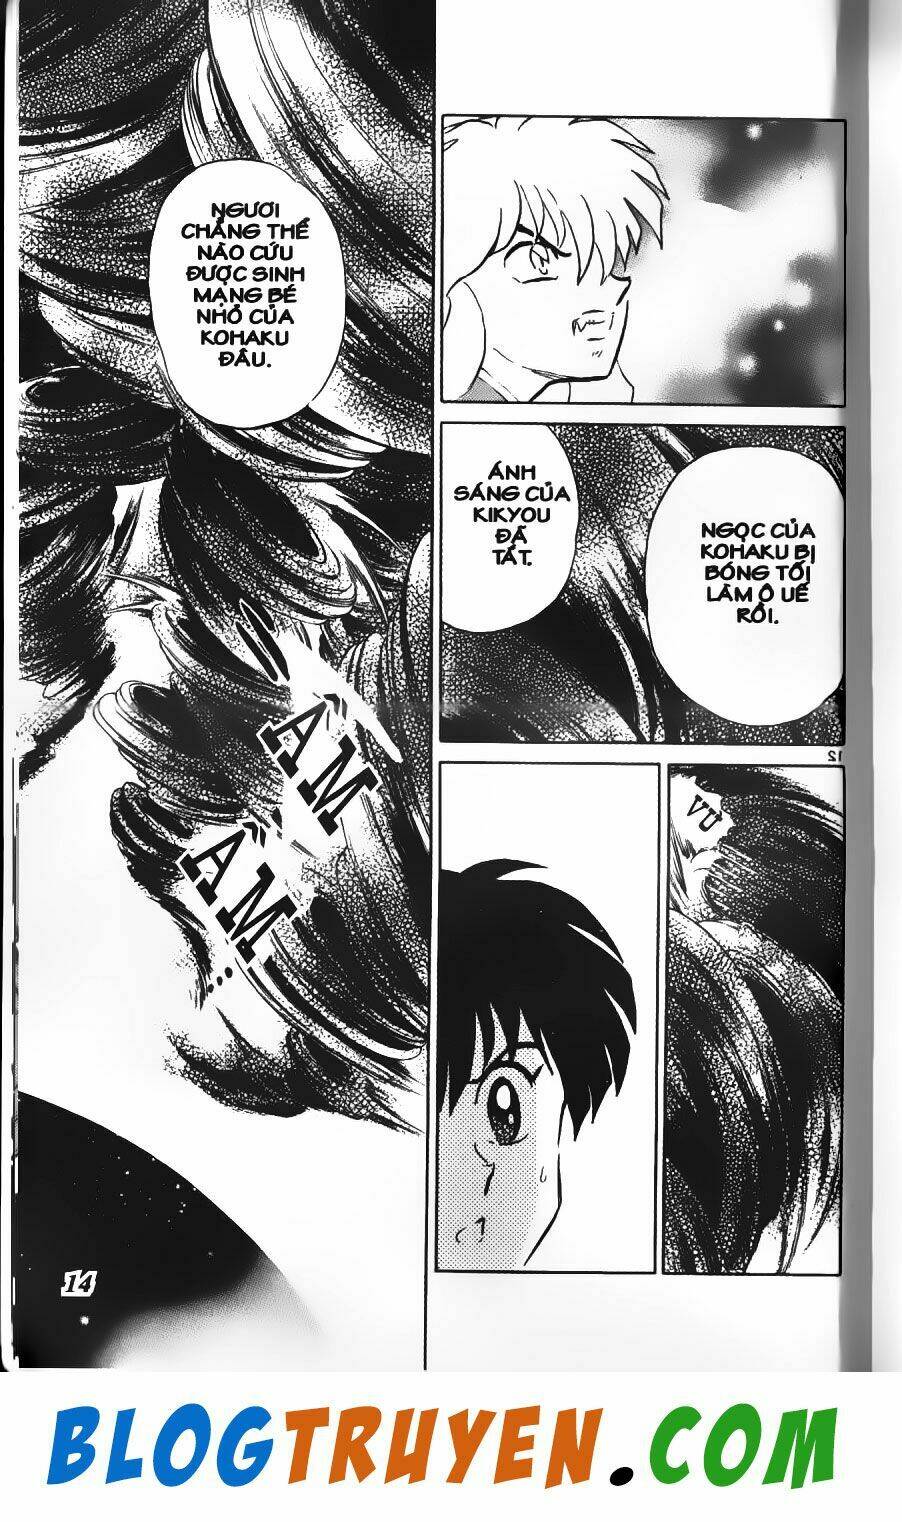 NGỌC CỦA
KOHAKU BỊ
BÓNG TỐI
LÀM Ô UẾ
RỒI.
ÁNH
SÁNG CỦA
KIKYOU
ĐÃ
TẮT.
12
VÙ
NGƯƠI
CHẲNG THỂ
NÀO CỨU
ĐƯỢC SINH
MẠNG BÉ
NHỎ CỦA
KOHAKU
ĐÂU.
ẦM
ẦM...
14
BLOGTRUYEN.COM